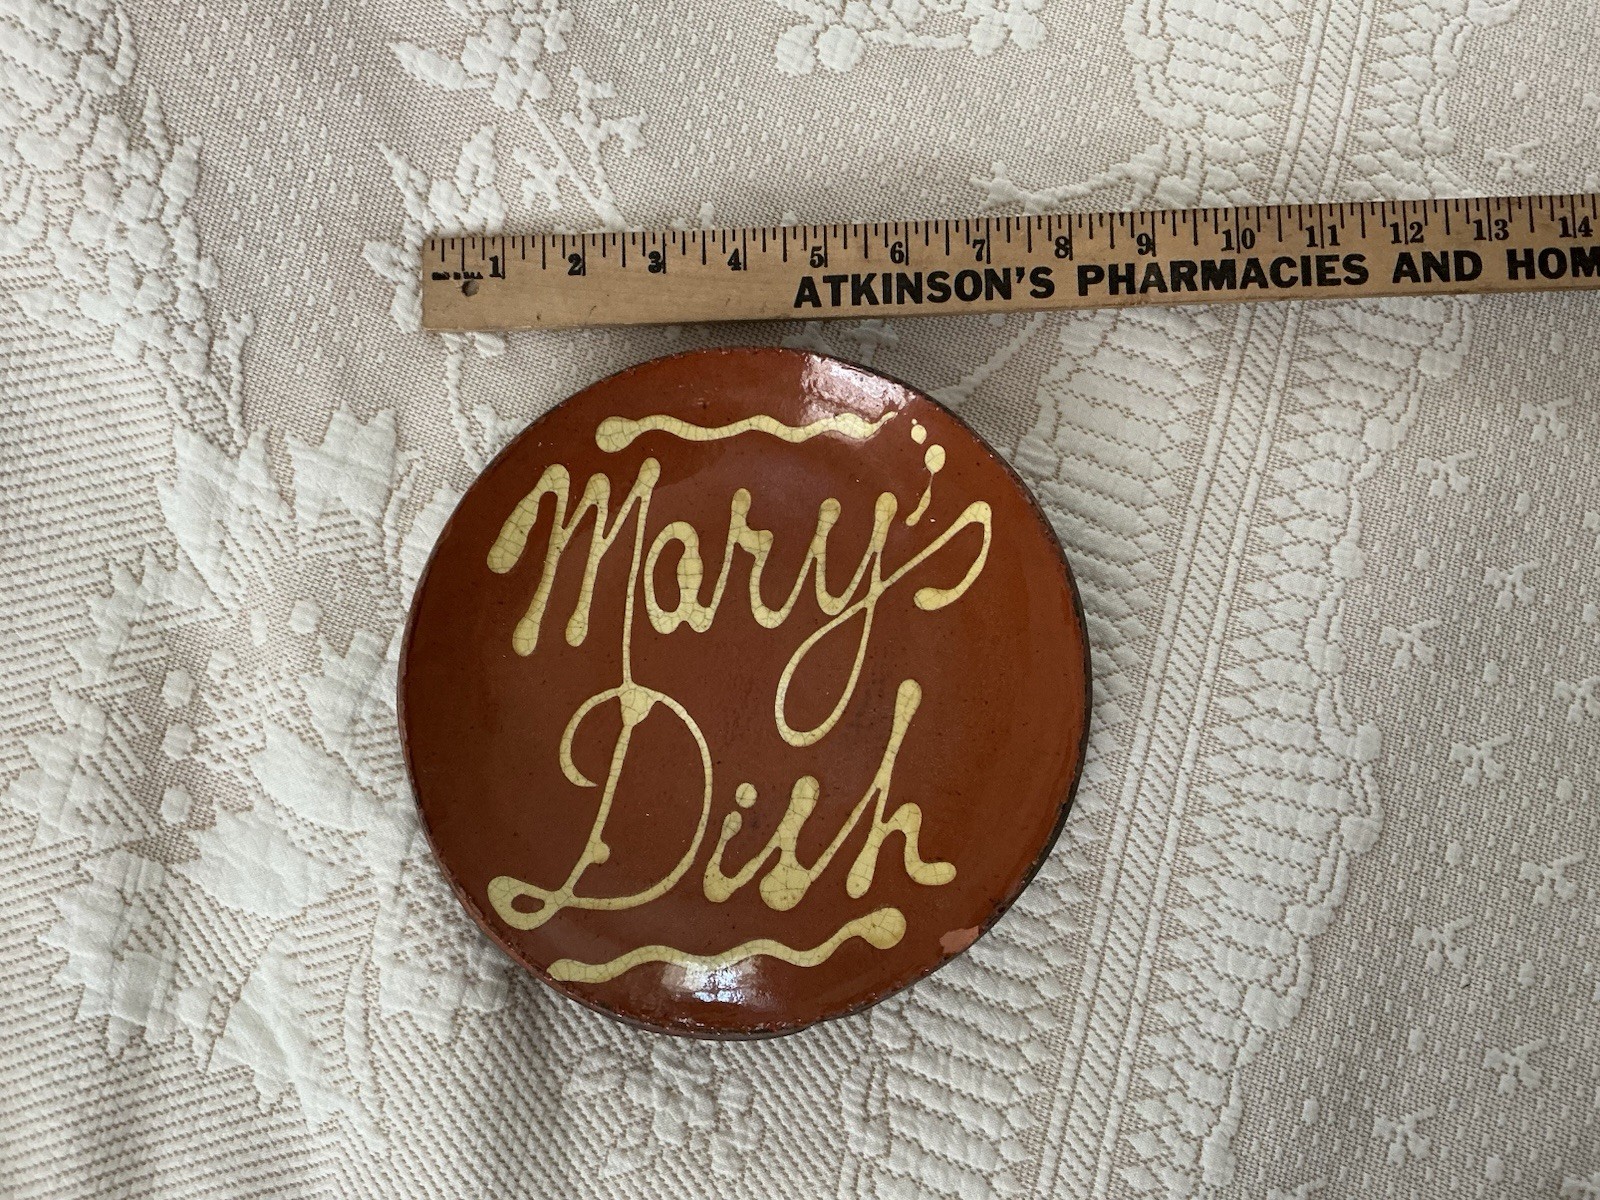 1 2 3 4 5 6 7 8 9 10 11 12 13 14
ATKINSON'S PHARMACIES AND HOM
Mary's
Dish